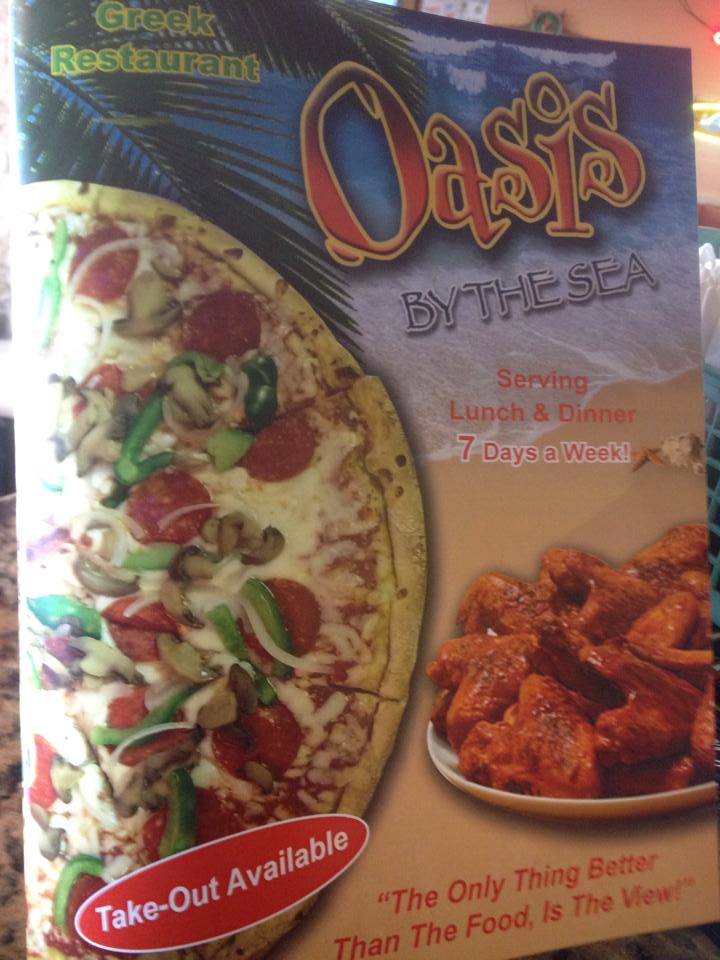 Greek
Restaurant
Oasis
BY THE SEA
Serving
Lunch & Dinner
7 Days a Week!
Take-Out Available
"The Only Thing Better
Than The Food, Is The View!"